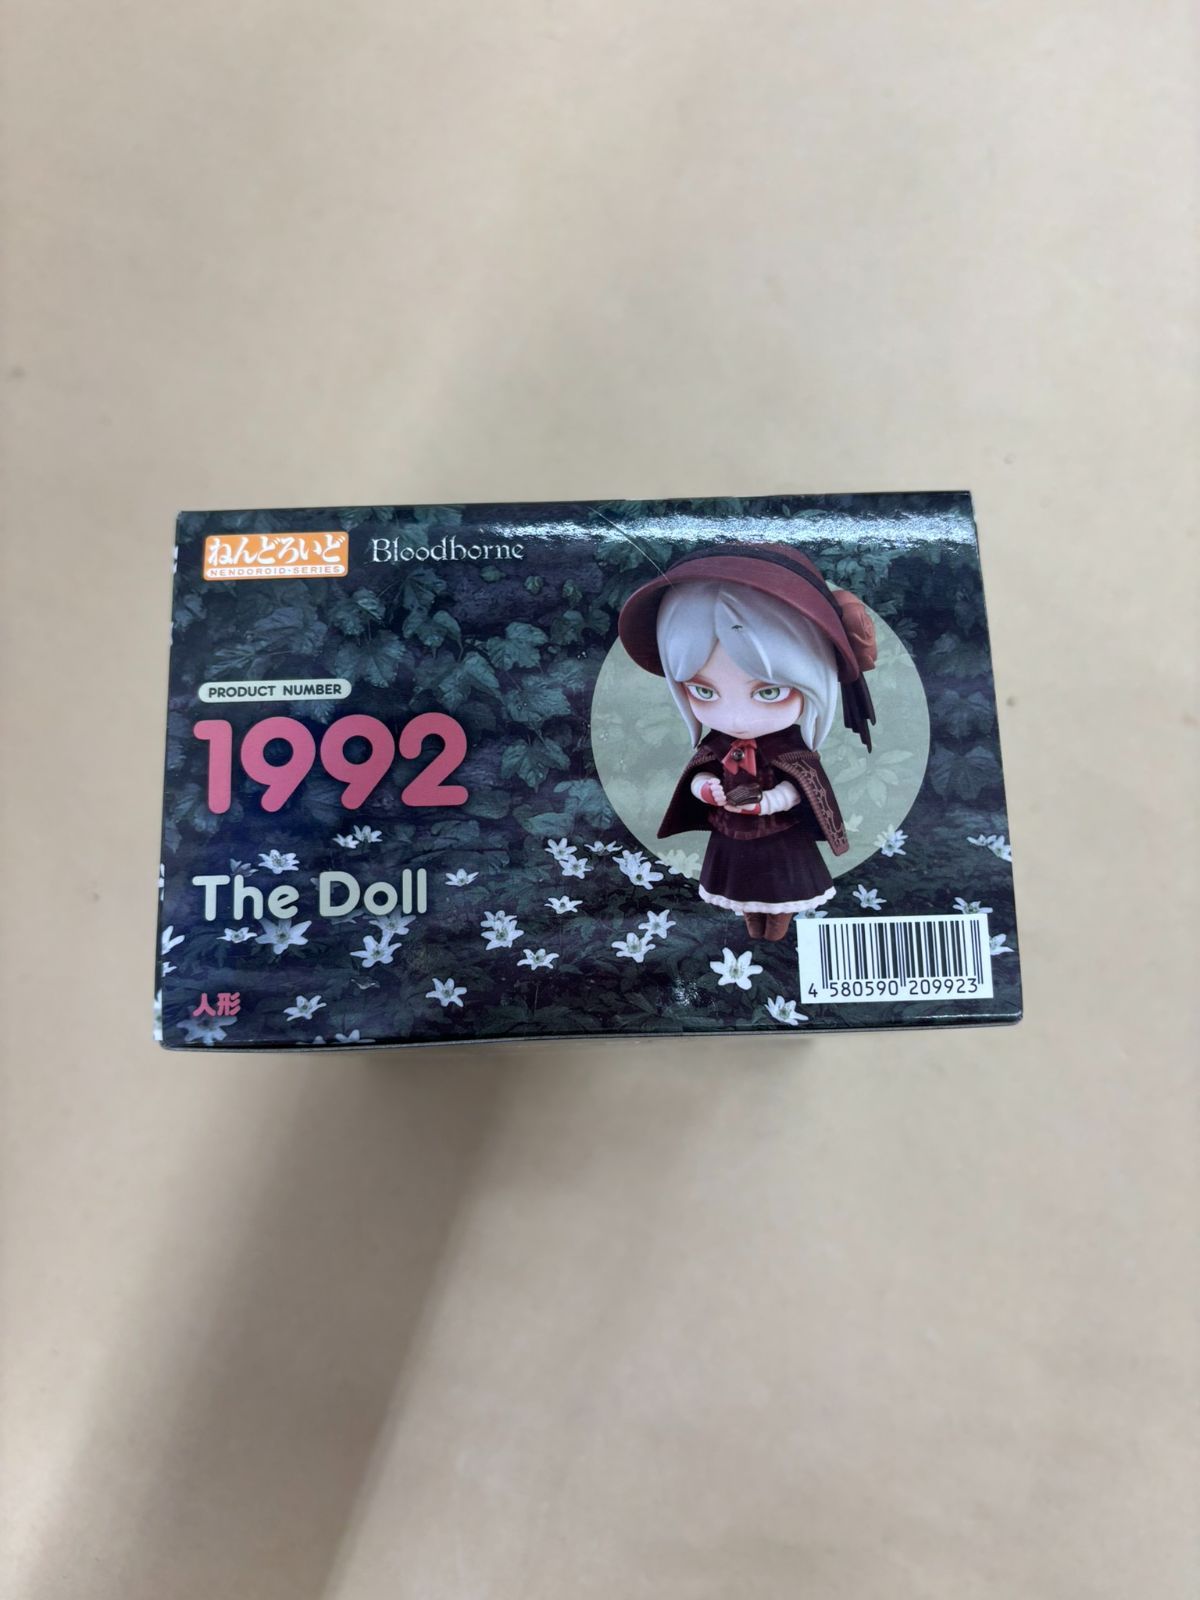 ねんどろいど
NENDOROID·SERIES
Bloodborne
PRODUCT NUMBER
1992
The Doll
人形
4 580590 209923